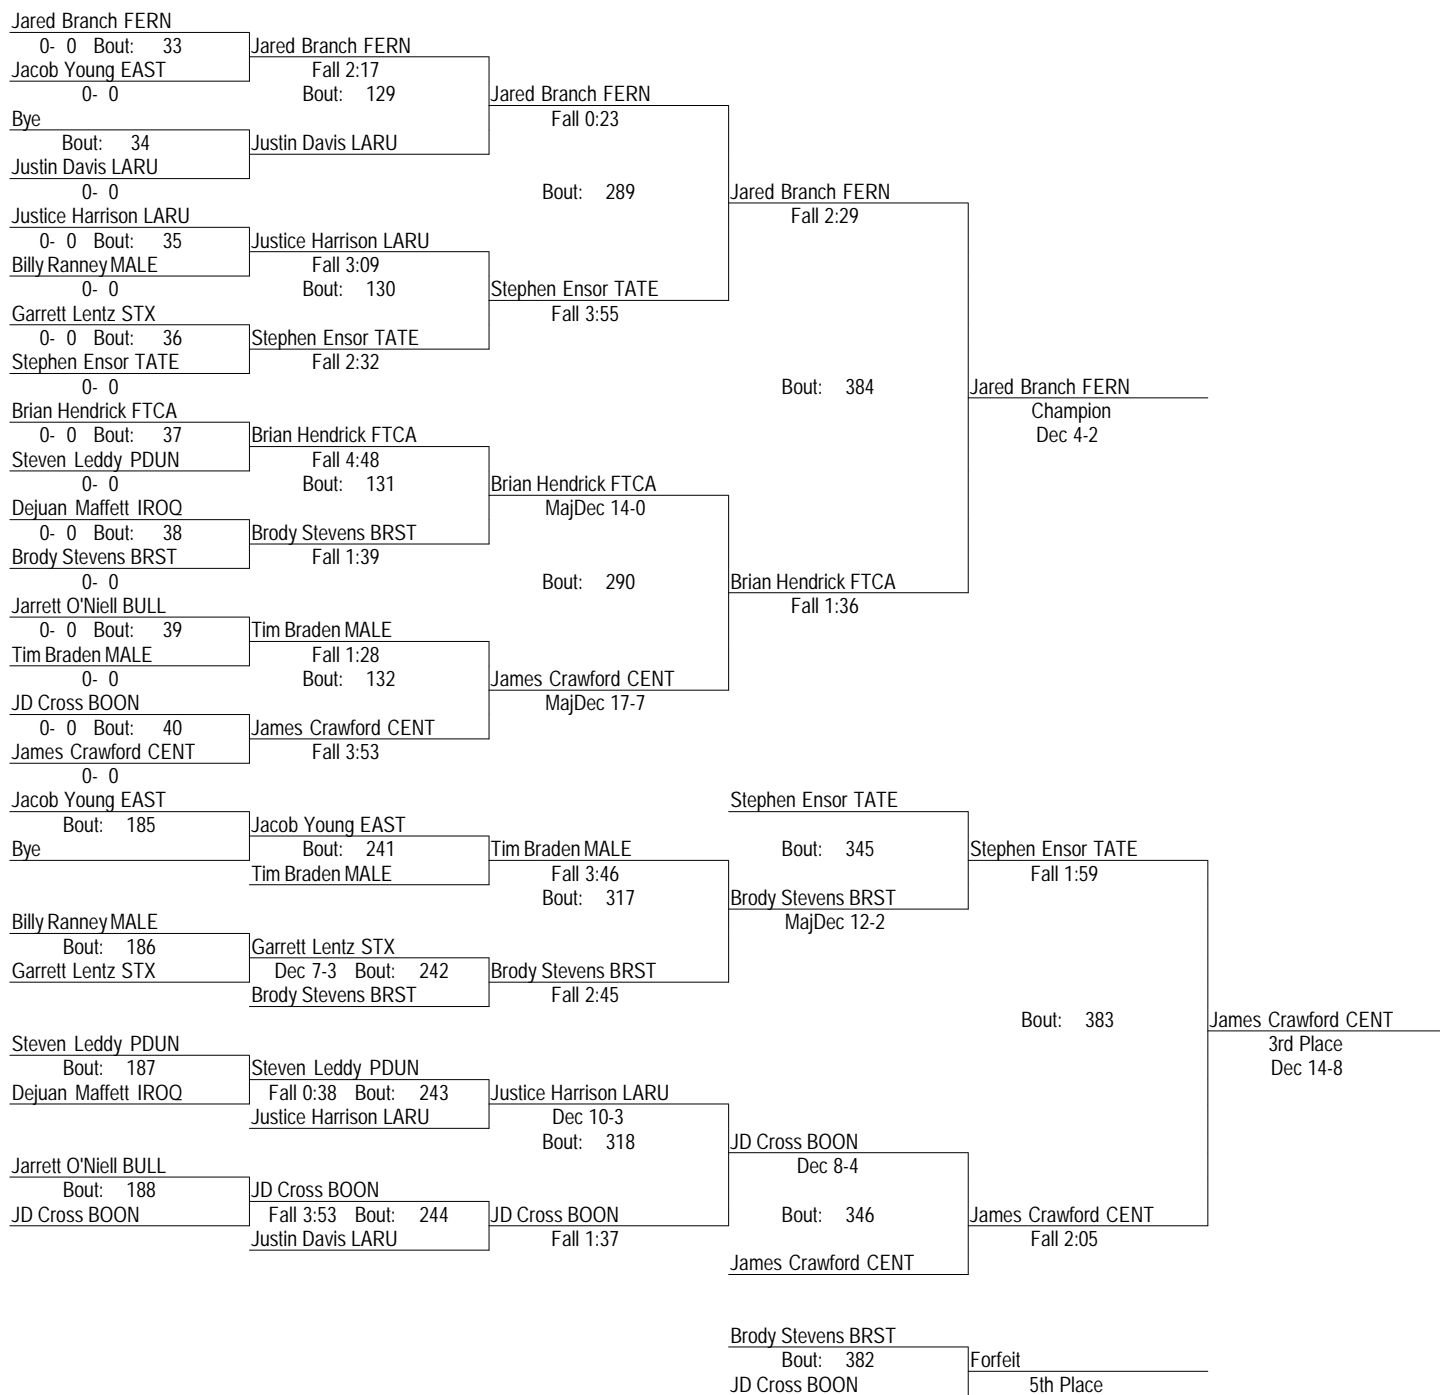 Jared Branch FERN
0- 0 Bout: 33 Jared Branch FERN
Jacob Young EAST Fall 2:17
0- 0 Bout: 129 Jared Branch FERN
Bye Fall 0:23
Bout: 34 Justin Davis LARU
Justin Davis LARU
0- 0 Bout: 289 Jared Branch FERN
Justice Harrison LARU Fall 2:29
0- 0 Bout: 35 Justice Harrison LARU
Billy Ranney MALE Fall 3:09
0- 0 Bout: 130 Stephen Ensor TATE
Garrett Lentz STX Fall 3:55
0- 0 Bout: 36 Stephen Ensor TATE
Stephen Ensor TATE Fall 2:32
0- 0 Bout: 384 Jared Branch FERN
Brian Hendrick FTCA Champion
0- 0 Bout: 37 Brian Hendrick FTCA Dec 4-2
Steven Leddy PDUN Fall 4:48
0- 0 Bout: 131 Brian Hendrick FTCA
Dejuan Maffett IROQ MajDec 14-0
0- 0 Bout: 38 Brody Stevens BRST
Brody Stevens BRST Fall 1:39
0- 0 Bout: 290 Brian Hendrick FTCA
Jarrett O'Niell BULL Fall 1:36
0- 0 Bout: 39 Tim Braden MALE
Tim Braden MALE Fall 1:28
0- 0 Bout: 132 James Crawford CENT
JD Cross BOON MajDec 17-7
0- 0 Bout: 40 James Crawford CENT
James Crawford CENT Fall 3:53
0- 0
Jacob Young EAST Stephen Ensor TATE
Bout: 185 Jacob Young EAST
Bye Bout: 241 Tim Braden MALE Bout: 345 Stephen Ensor TATE
Tim Braden MALE Fall 3:46 Fall 1:59
Bout: 317 Brody Stevens BRST
Billy Ranney MALE MajDec 12-2
Bout: 186 Garrett Lentz STX
Garrett Lentz STX Dec 7-3 Bout: 242 Brody Stevens BRST
Brody Stevens BRST Fall 2:45
Bout: 383 James Crawford CENT
Steven Leddy PDUN 3rd Place
Bout: 187 Steven Leddy PDUN Dec 14-8
Dejuan Maffett IROQ Fall 0:38 Bout: 243 Justice Harrison LARU
Justice Harrison LARU Dec 10-3
Bout: 318 JD Cross BOON
Jarrett O'Niell BULL Dec 8-4
Bout: 188 JD Cross BOON
JD Cross BOON Fall 3:53 Bout: 244 JD Cross BOON Bout: 346 James Crawford CENT
Justin Davis LARU Fall 1:37 Fall 2:05
James Crawford CENT
Brody Stevens BRST
Bout: 382 Forfeit
JD Cross BOON 5th Place